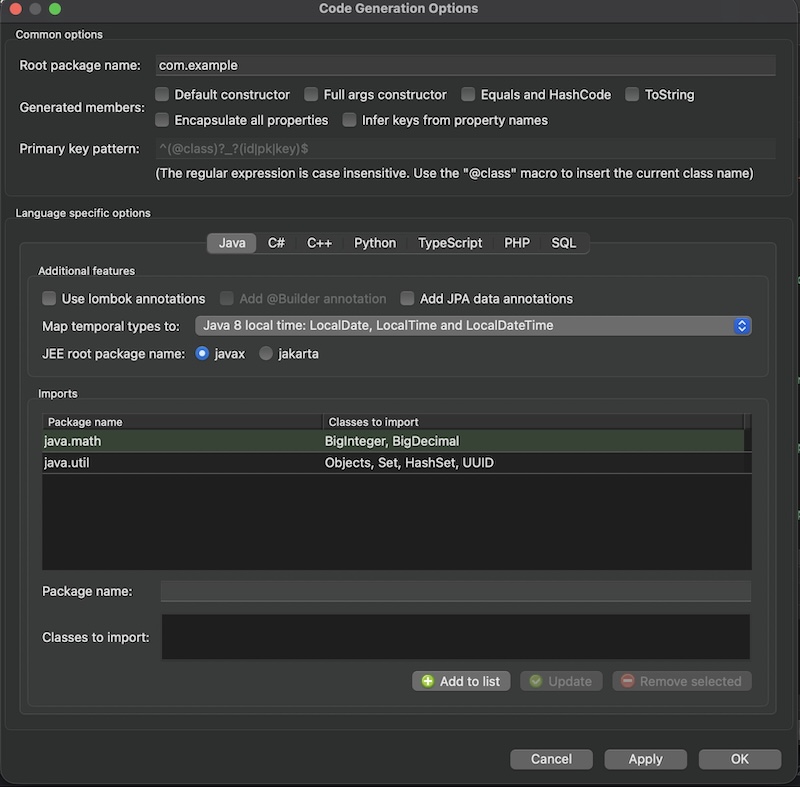 Code Generation Options
Common options
Root package name: com.example
Generated members: Default constructor Full args constructor Equals and HashCode ToString
Encapsulate all properties Infer keys from property names
Primary key pattern: ^(@class)?_?(id|pk|key)$
(The regular expression is case insensitive. Use the "@class" macro to insert the current class name)
Language specific options
Java C# C++ Python TypeScript PHP SQL
Additional features
Use lombok annotations Add @Builder annotation Add JPA data annotations
Map temporal types to: Java 8 local time: LocalDate, LocalTime and LocalDateTime
JEE root package name: javax jakarta
Imports
Package name Classes to import
java.math BigInteger, BigDecimal
java.util Objects, Set, HashSet, UUID
Package name:
Classes to import:
Add to list Update Remove selected
Cancel Apply OK